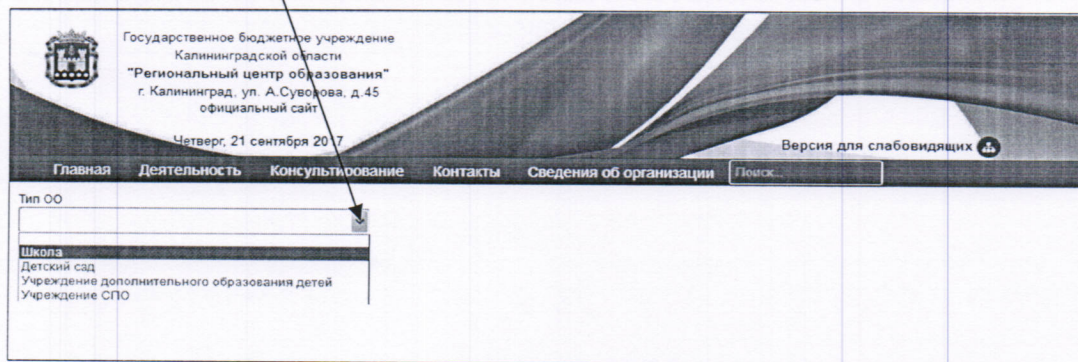 Государственное бюджетное учреждение
Калининградской области
"Региональный центр образования"
г. Калининград, ул. А.Суворова, д.45
официальный сайт
Четверг, 21 сентября 2017
Версия для слабовидящих
Главная Деятельность Консультирование Контакты Сведения об организации Поиск...
Тип ОО
Школа
Детский сад
Учреждение дополнительного образования детей
Учреждение СПО